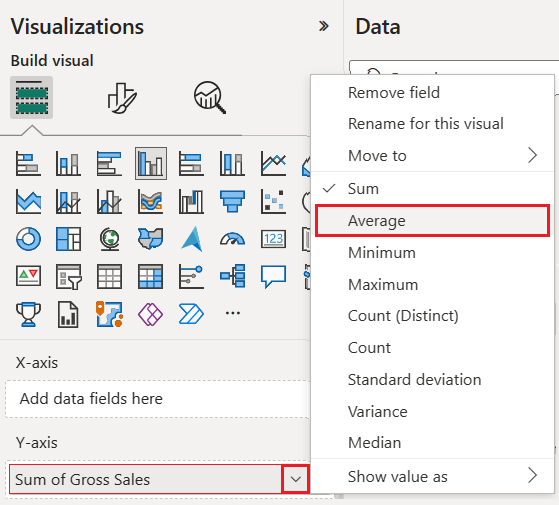 Visualizations
»
Data
Build visual
Remove field
Rename for this visual
Move to
Sum
Average
Minimum
Maximum
Count (Distinct)
Count
Standard deviation
Variance
Median
Show value as
123
...
X-axis
Add data fields here
Y-axis
Sum of Gross Sales